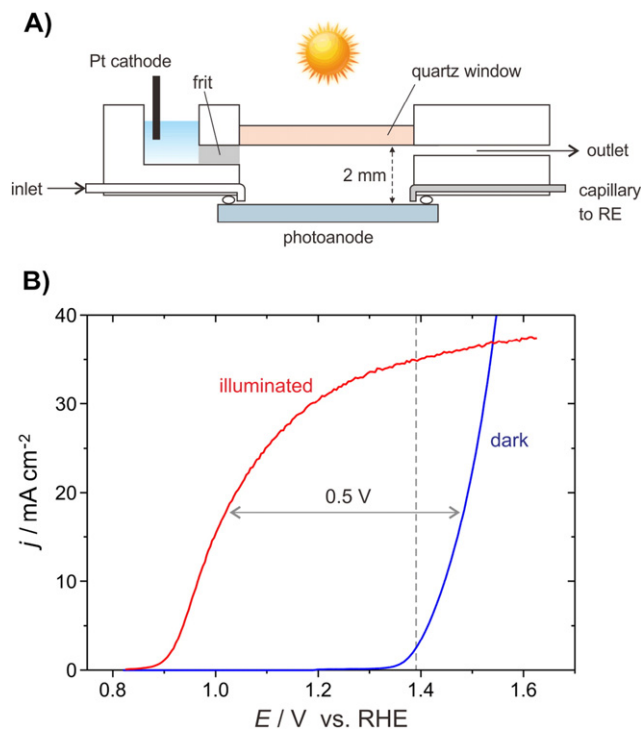 A)
Pt cathode
frit
quartz window
outlet
inlet
2 mm
capillary
to RE
photoanode
B)
40
30
20
10
0
j / mA cm⁻²
illuminated
dark
0.5 V
0.8
1.0
1.2
1.4
1.6
E / V vs. RHE